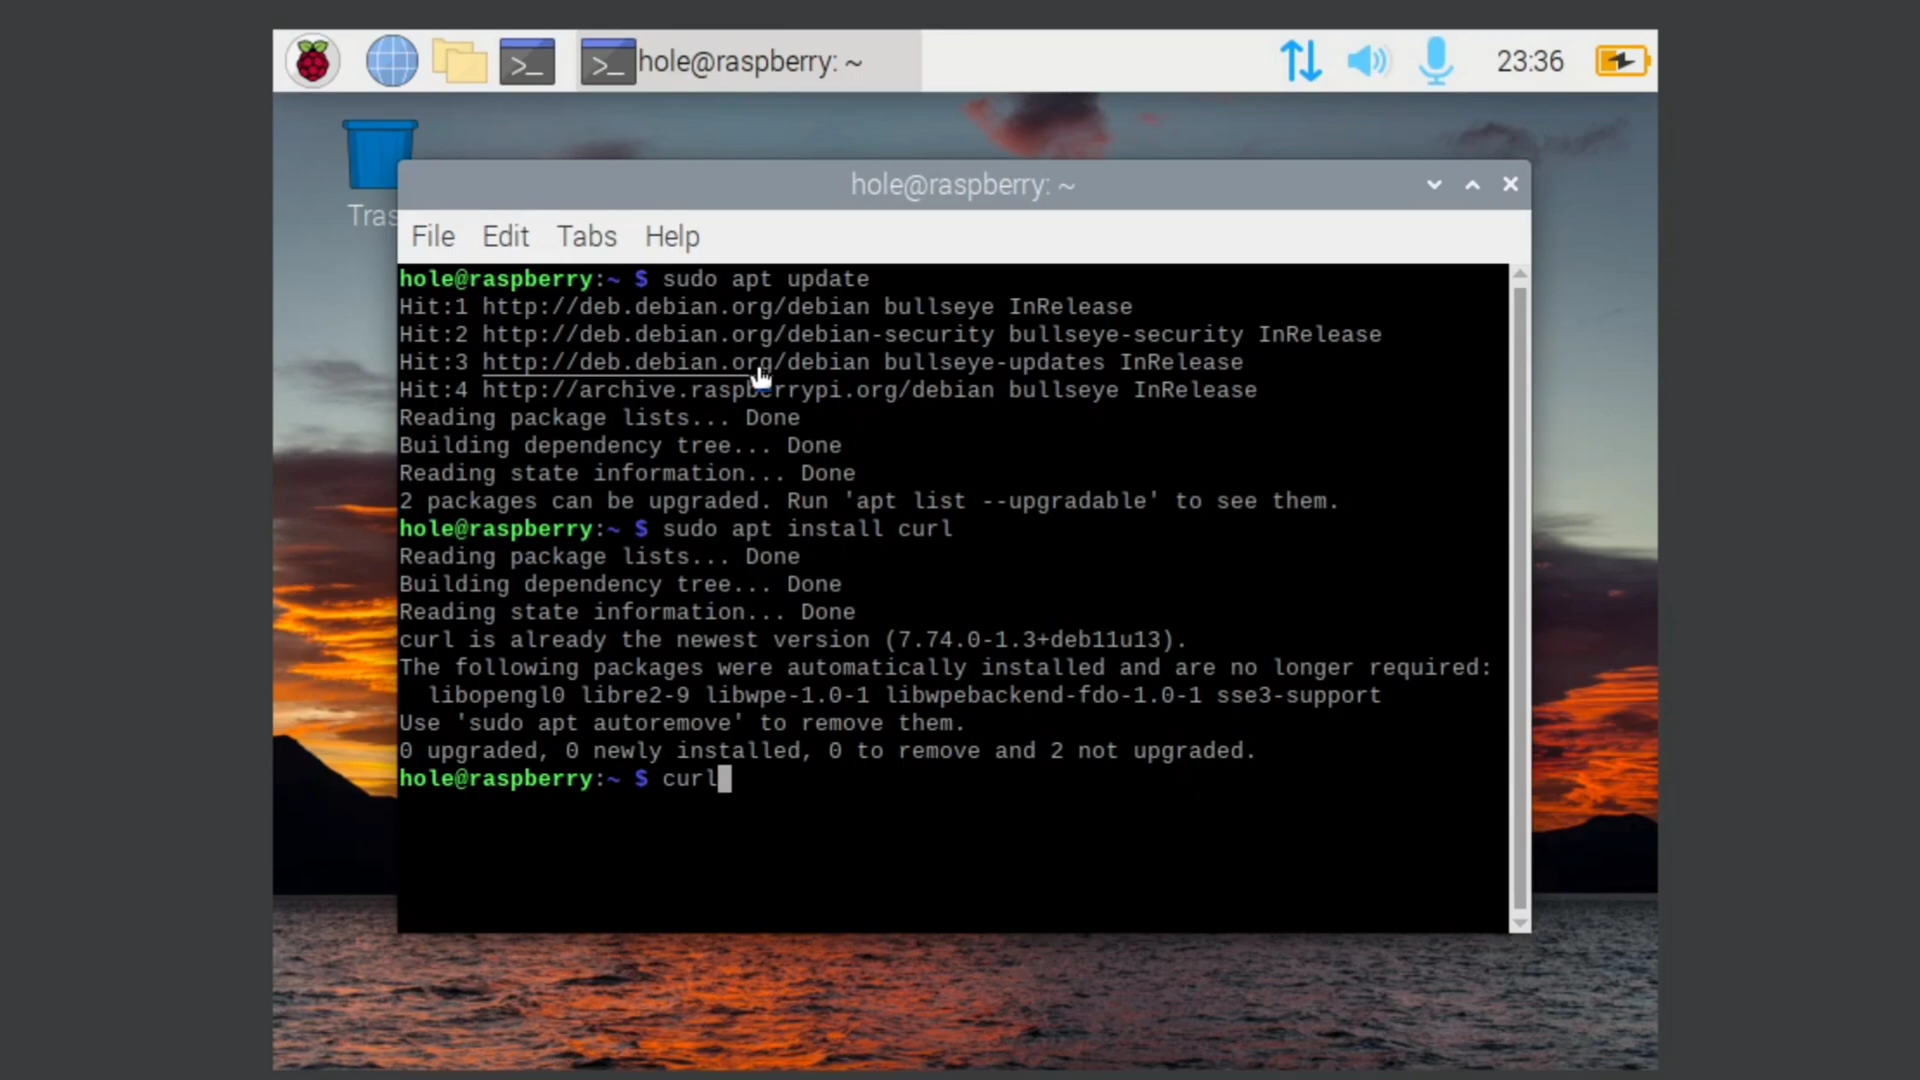 hole@raspberry: ~
23:36
Tras
hole@raspberry: ~
File Edit Tabs Help
hole@raspberry:~ $ sudo apt update
Hit:1 http://deb.debian.org/debian bullseye InRelease
Hit:2 http://deb.debian.org/debian-security bullseye-security InRelease
Hit:3 http://deb.debian.org/debian bullseye-updates InRelease
Hit:4 http://archive.raspberrypi.org/debian bullseye InRelease
Reading package lists... Done
Building dependency tree... Done
Reading state information... Done
2 packages can be upgraded. Run 'apt list --upgradable' to see them.
hole@raspberry:~ $ sudo apt install curl
Reading package lists... Done
Building dependency tree... Done
Reading state information... Done
curl is already the newest version (7.74.0-1.3+deb11u13).
The following packages were automatically installed and are no longer required:
  libopengl0 libre2-9 libwpe-1.0-1 libwpebackend-fdo-1.0-1 sse3-support
Use 'sudo apt autoremove' to remove them.
0 upgraded, 0 newly installed, 0 to remove and 2 not upgraded.
hole@raspberry:~ $ curl